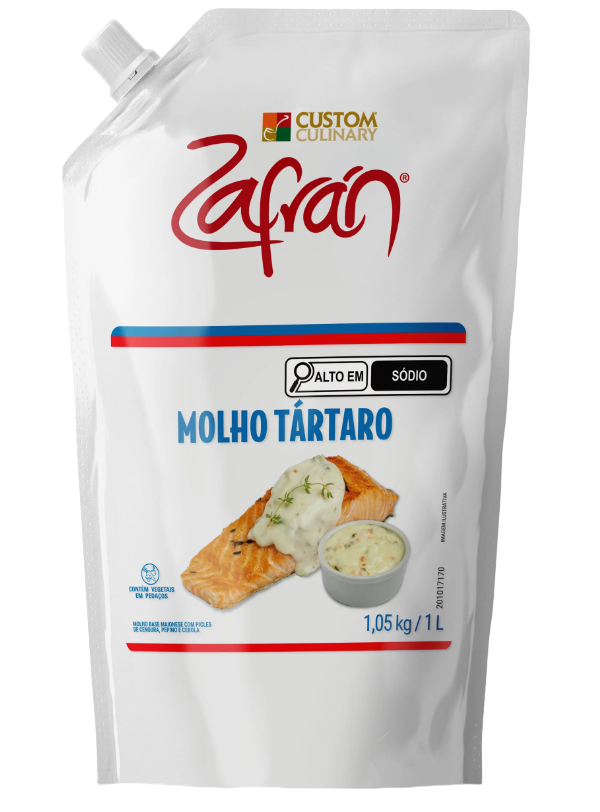 CUSTOM
CULINARY
Zafrán®
ALTO EM SÓDIO
MOLHO TÁRTARO
IMAGEM ILUSTRATIVA
201017170
CONTÉM VEGETAIS
EM PEDAÇOS
MOLHO BASE MAIONESE COM PICLES
DE CENOURA, PEPINO E CEBOLA
1,05 kg / 1 L